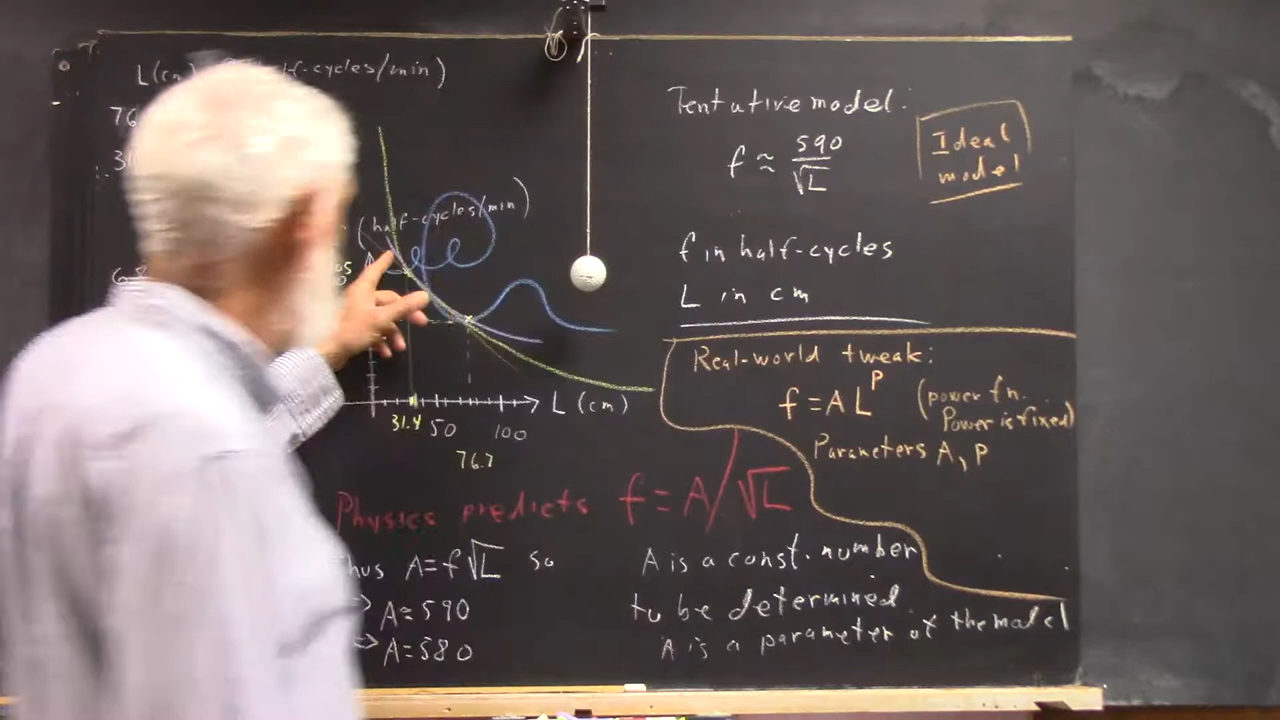 L(cm) f(half-cycles/min)
76
31
(half-cycles/min)
L (cm)
31.4 50 100
76.7
Physics predicts f = A/√L
Thus A = f√L so
⇒ A ≈ 590
⇒ A = 580
Tentative model:
f ≈ 590/√L
Ideal
model
f in half-cycles
L in cm
Real-world tweak:
f = A L^P (power fn.
Power is fixed)
Parameters A, P
A is a const. number
to be determined.
A is a parameter of the model